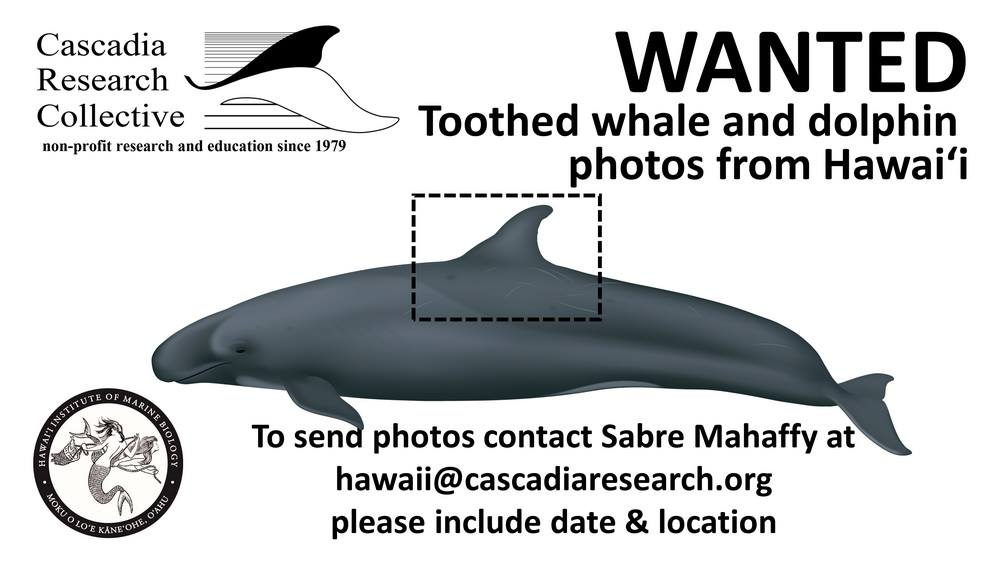 Cascadia
Research
Collective
non-profit research and education since 1979
WANTED
Toothed whale and dolphin
photos from Hawaiʻi
To send photos contact Sabre Mahaffy at
hawaii@cascadiaresearch.org
please include date & location
HAWAIʻI INSTITUTE OF MARINE BIOLOGY
MOKU O LOʻE KĀNEʻOHE, OʻAHU